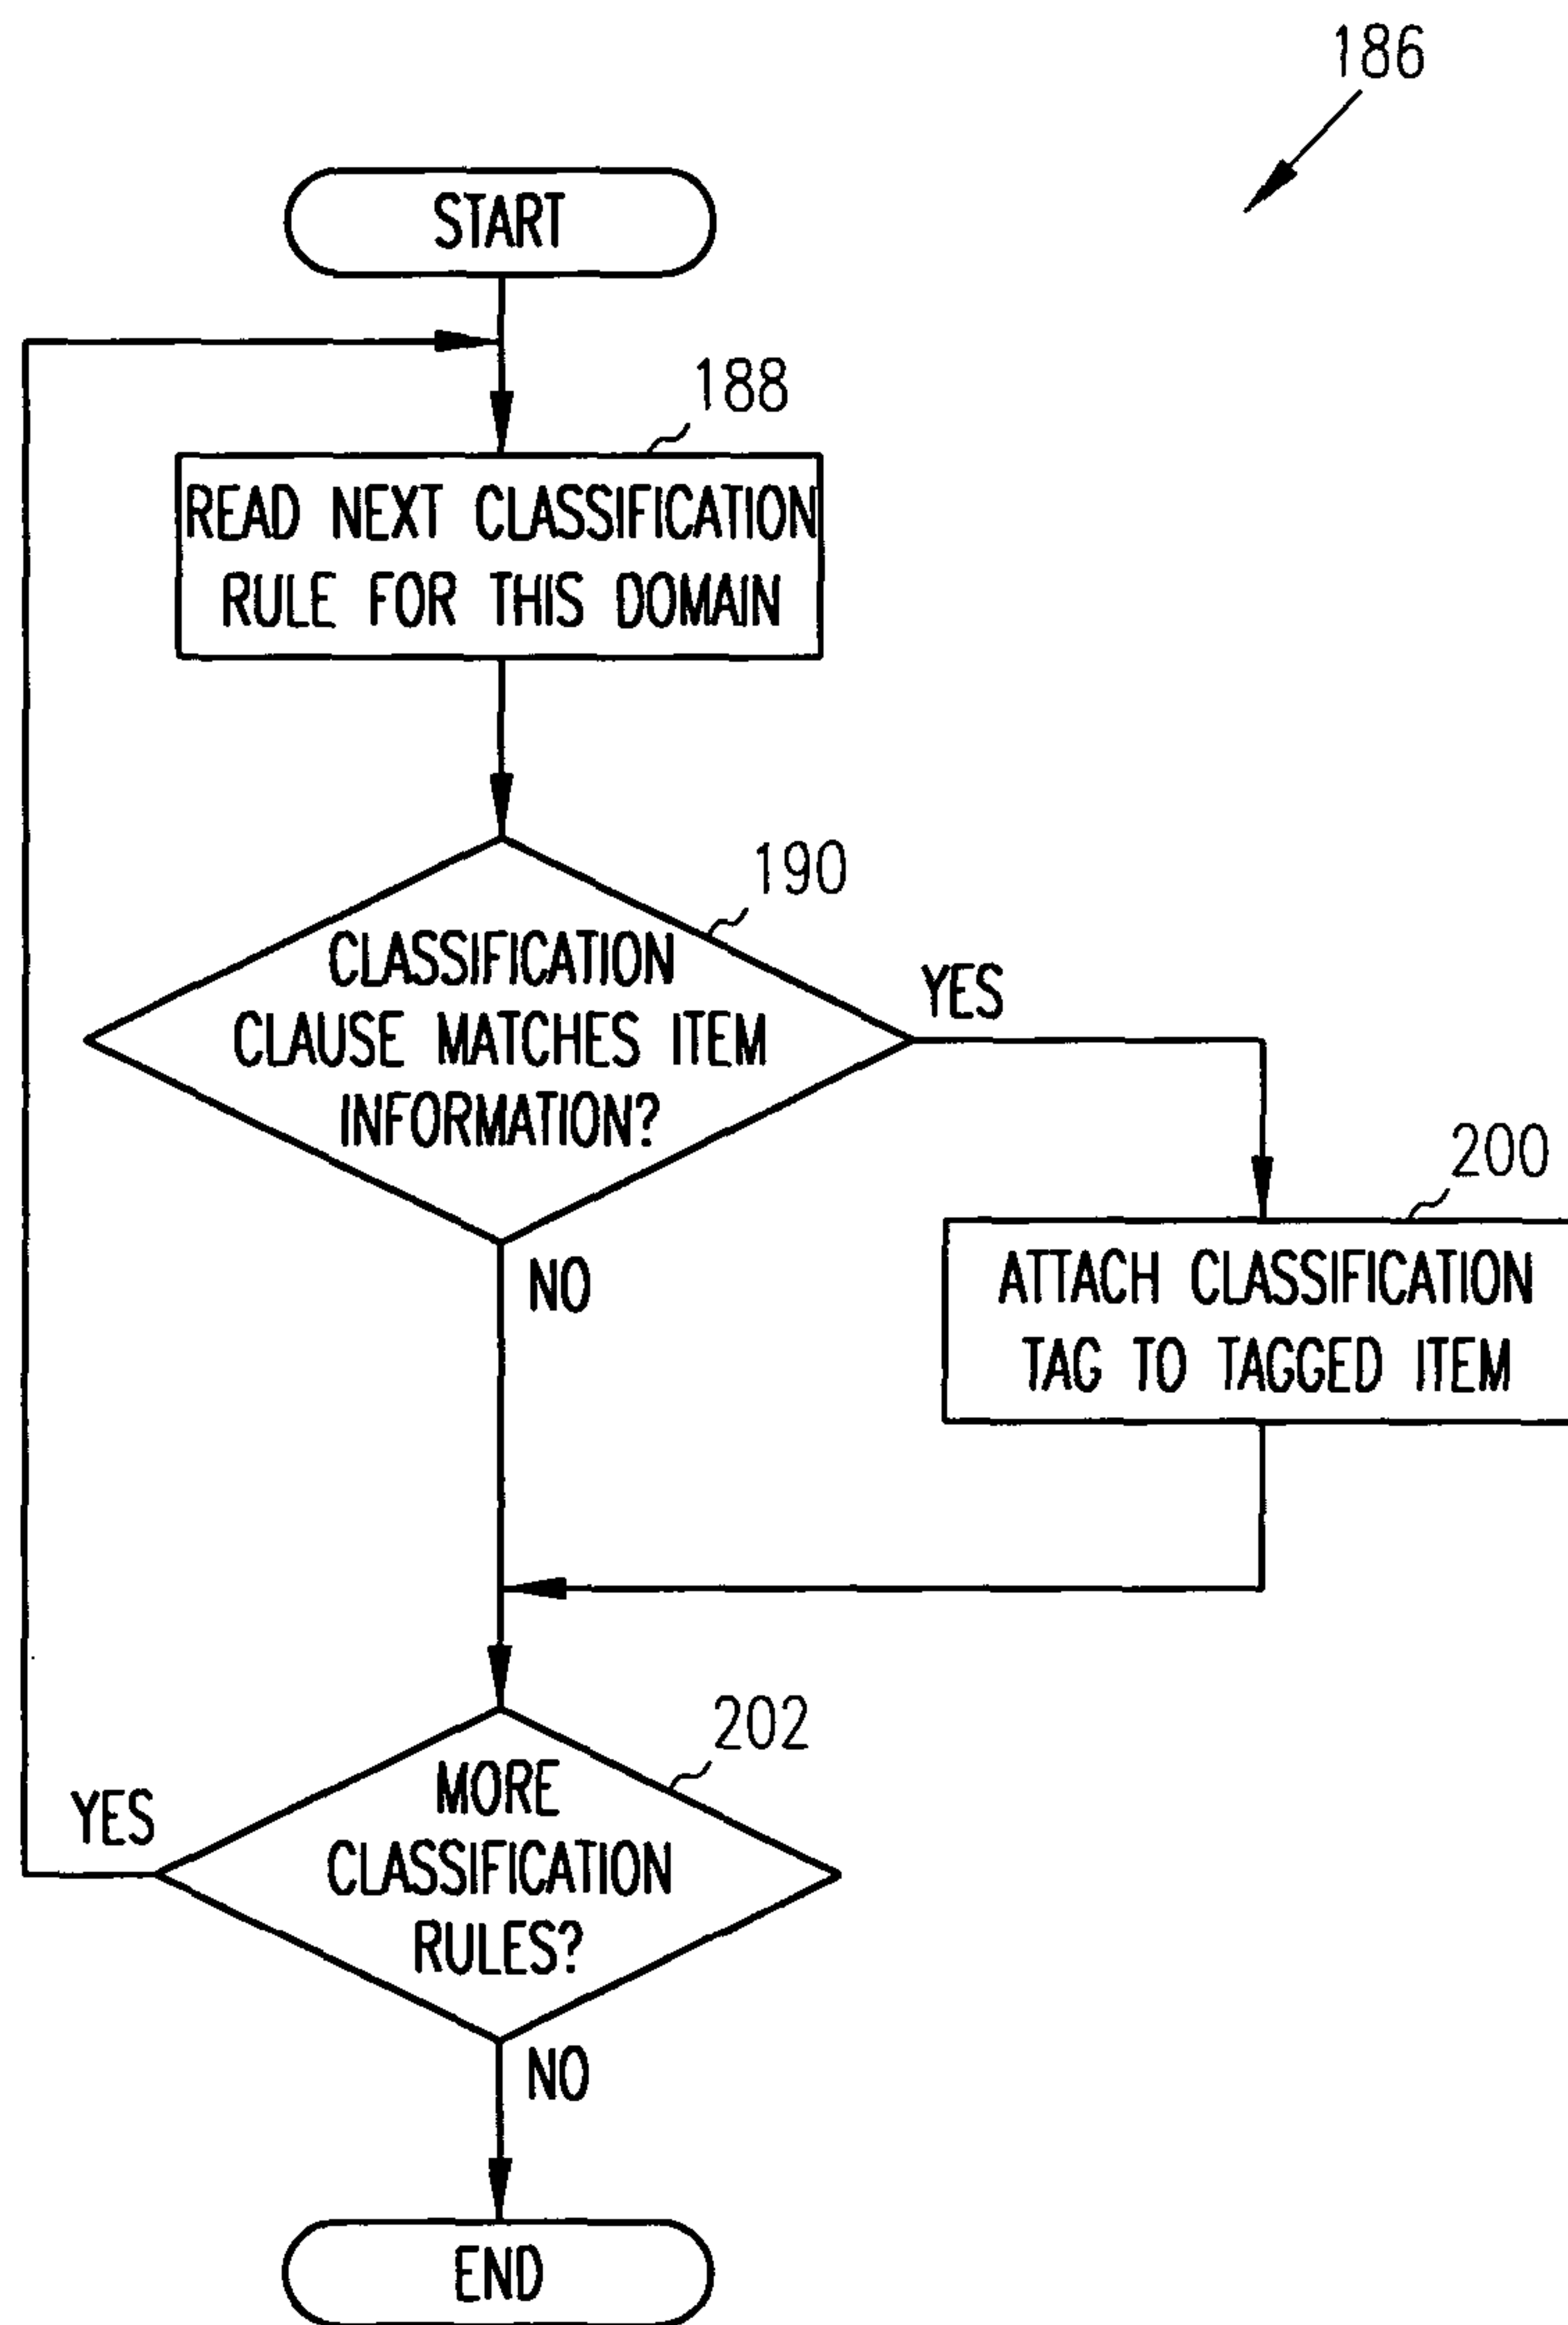 186
START
188
READ NEXT CLASSIFICATION
RULE FOR THIS DOMAIN
190
CLASSIFICATION
CLAUSE MATCHES ITEM
INFORMATION?
YES
NO
200
ATTACH CLASSIFICATION
TAG TO TAGGED ITEM
202
MORE
CLASSIFICATION
RULES?
YES
NO
END